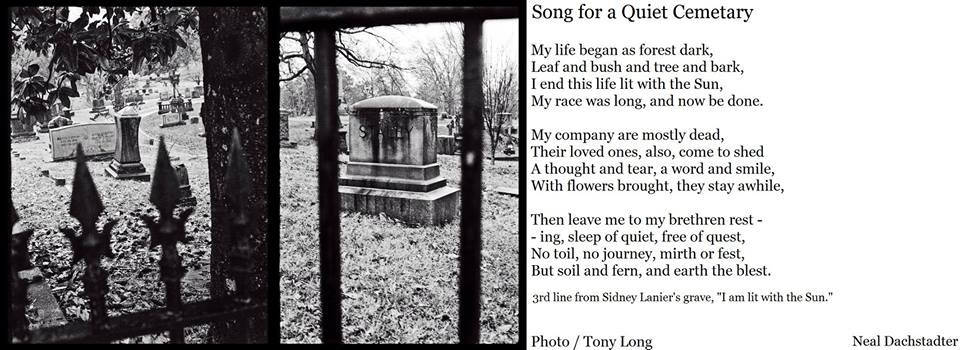 Song for a Quiet Cemetary
My life began as forest dark,
Leaf and bush and tree and bark,
I end this life lit with the Sun,
My race was long, and now be done.
My company are mostly dead,
Their loved ones, also, come to shed
A thought and tear, a word and smile,
With flowers brought, they stay awhile,
Then leave me to my brethren rest -
- ing, sleep of quiet, free of quest,
No toil, no journey, mirth or fest,
But soil and fern, and earth the blest.
3rd line from Sidney Lanier's grave, "I am lit with the Sun."
Photo / Tony Long
Neal Dachstadter